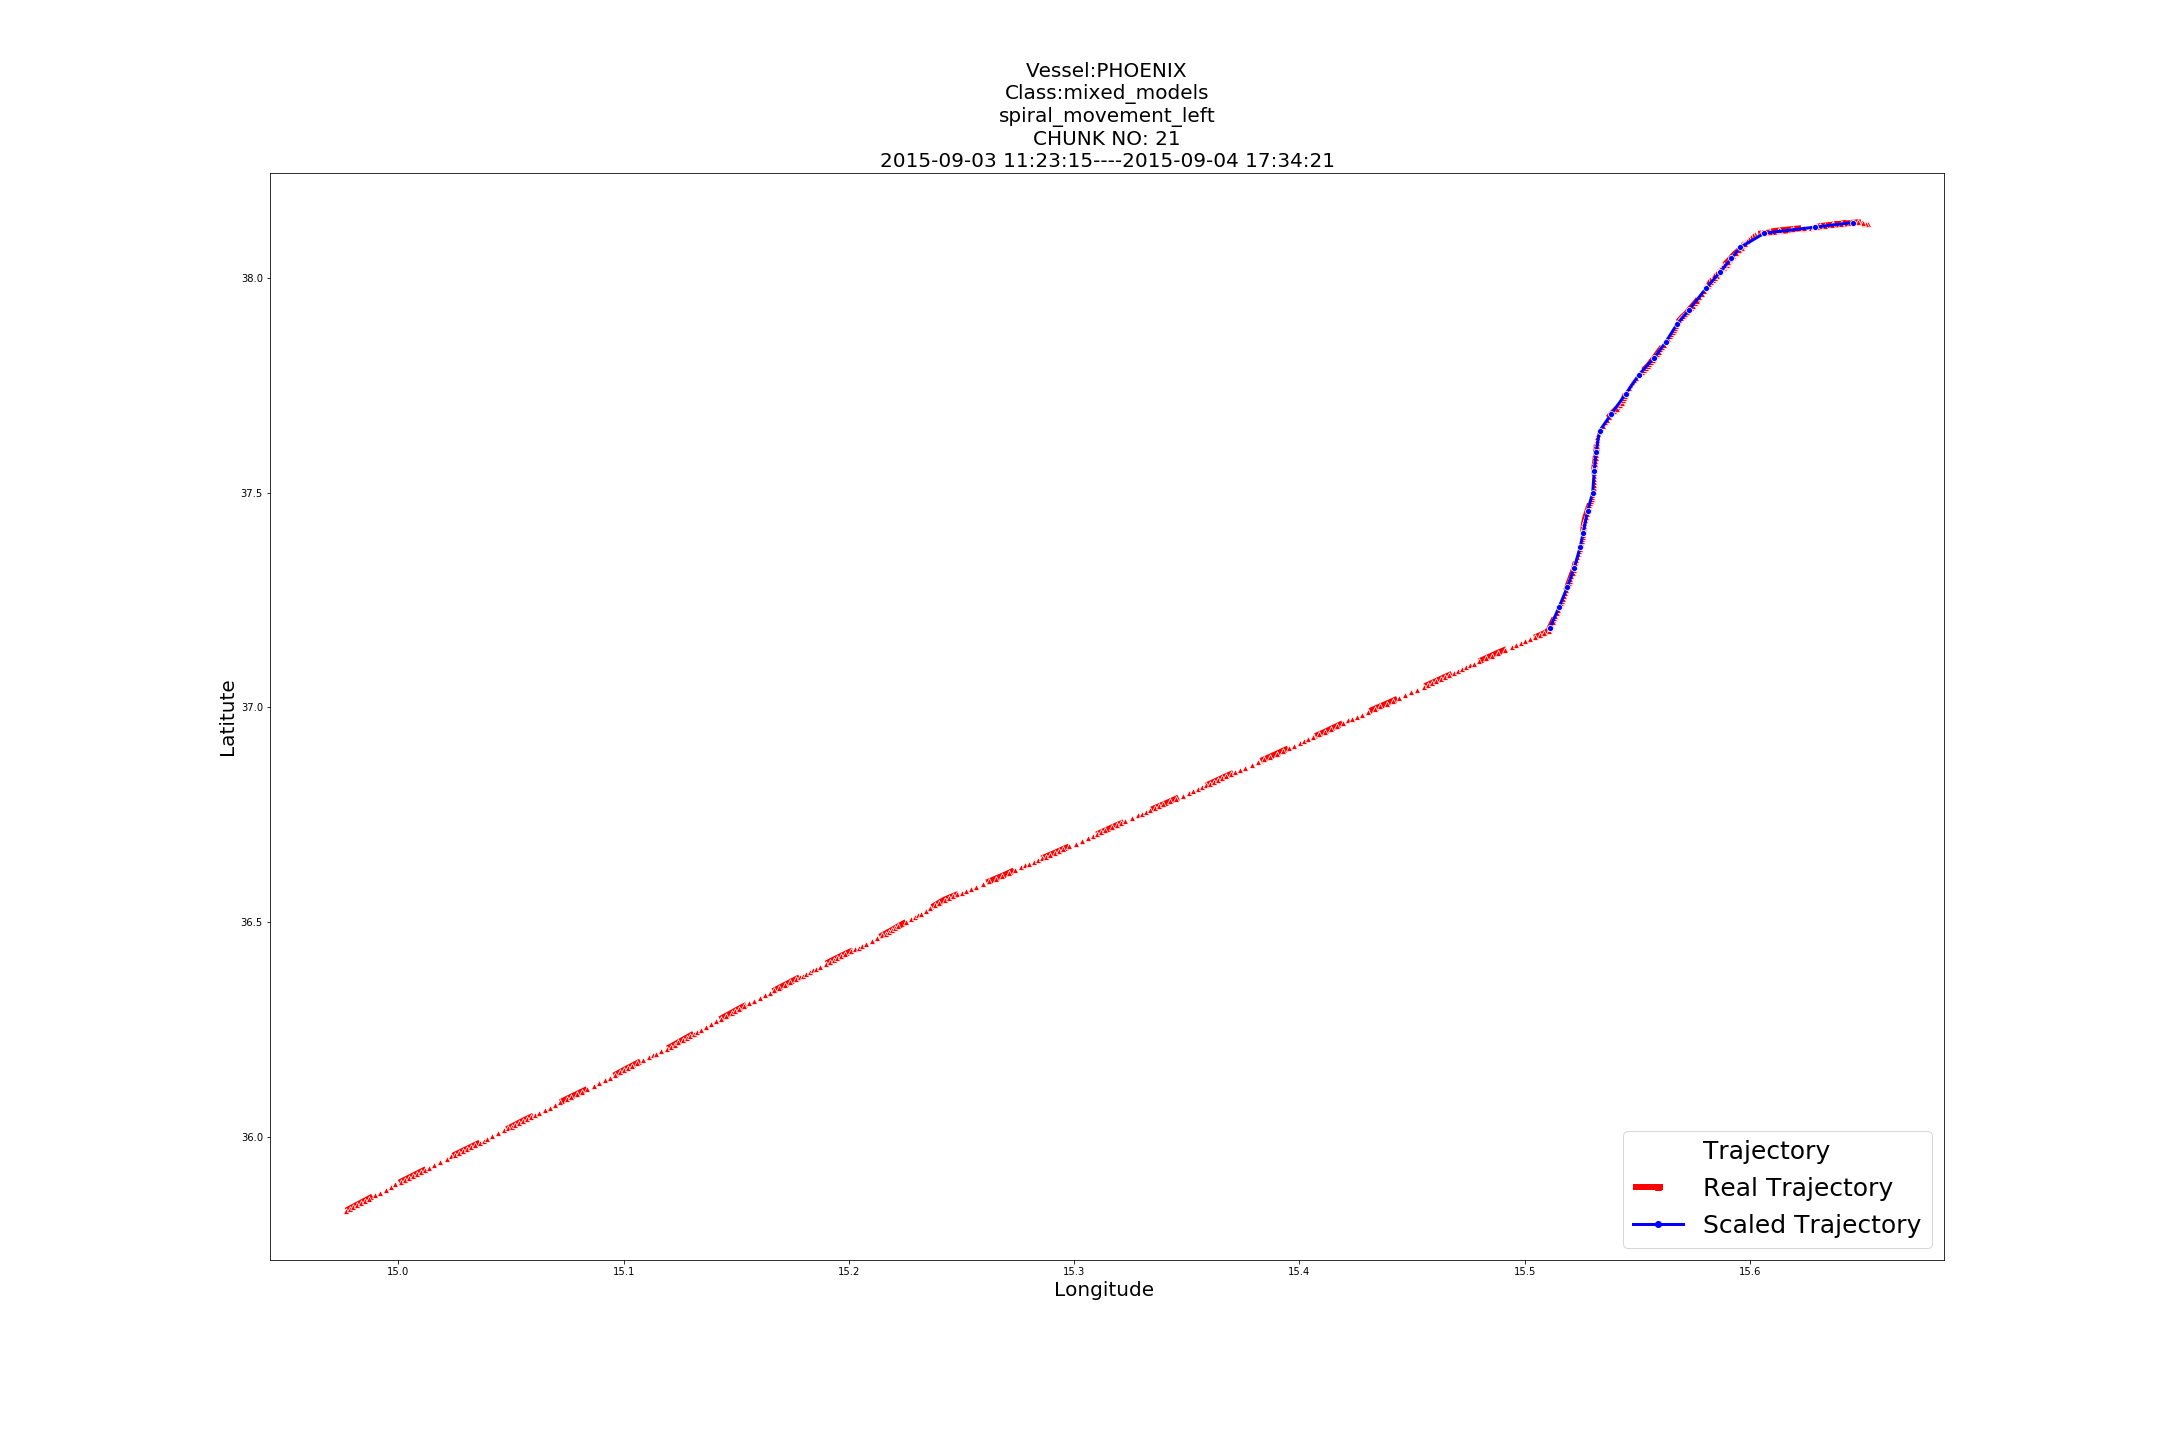 Vessel:PHOENIX
Class:mixed_models
spiral_movement_left
CHUNK NO: 21
2015-09-03 11:23:15----2015-09-04 17:34:21
38.0
37.5
37.0
36.5
36.0
Latitute
15.0
15.1
15.2
15.3
15.4
15.5
15.6
Longitude
Trajectory
Real Trajectory
Scaled Trajectory